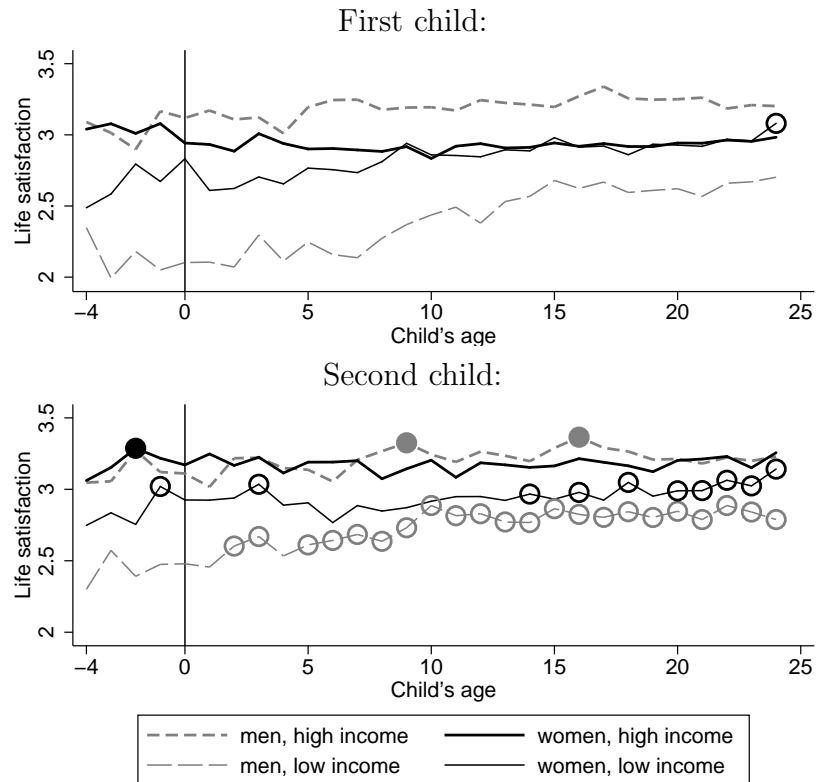 First child:
3.5
3
2.5
2
Life satisfaction
−4 0 5 10 15 20 25
Child's age
Second child:
3.5
3
2.5
2
Life satisfaction
−4 0 5 10 15 20 25
Child's age
men, high income women, high income
men, low income women, low income